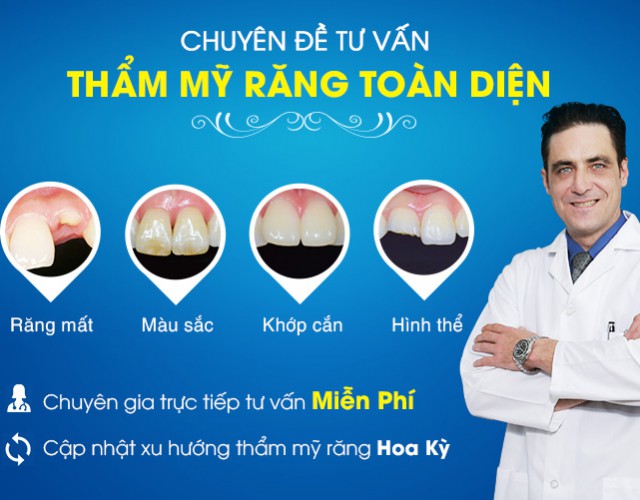 CHUYÊN ĐỀ TƯ VẤN
THẨM MỸ RĂNG TOÀN DIỆN
Răng mất
Màu sắc
Khớp cắn
Hình thể
Chuyên gia trực tiếp tư vấn Miễn Phí
Cập nhật xu hướng thẩm mỹ răng Hoa Kỳ